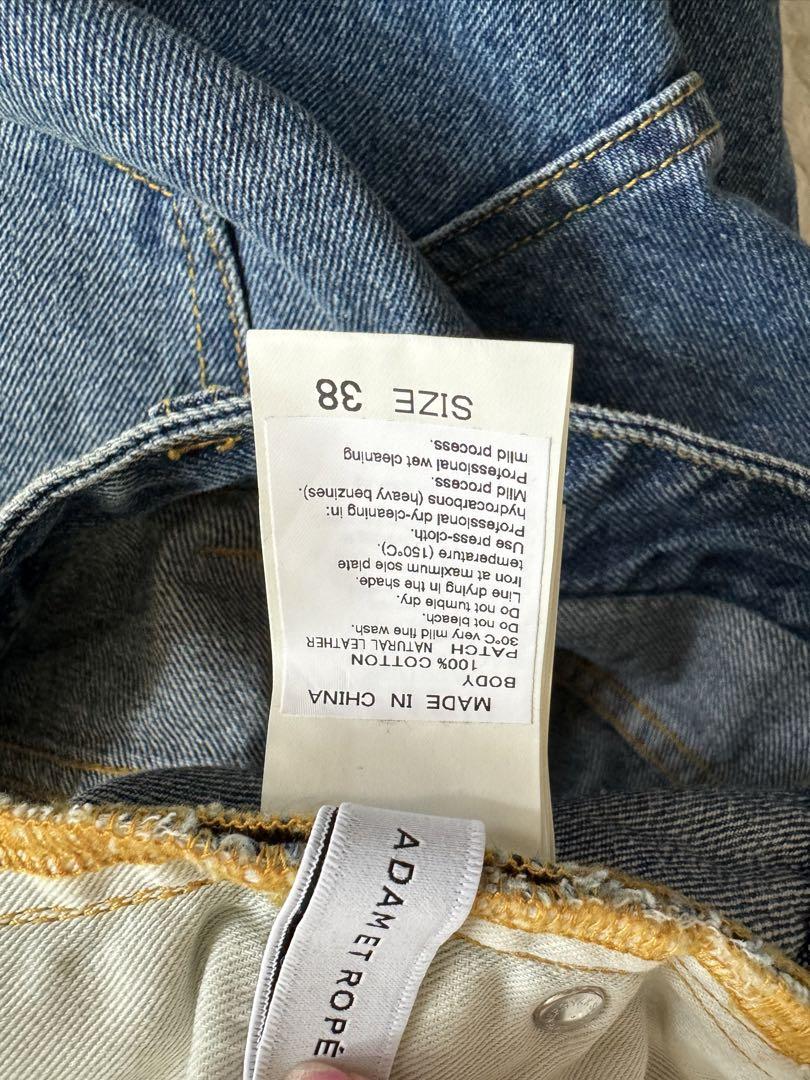 MADE IN CHINA
BODY
100% COTTON
PATCH NATURAL LEATHER
30°C very mild fine wash.
Do not bleach.
Do not tumble dry.
Line drying in the shade.
Iron at maximum sole plate
temperature (150°C).
Use press-cloth.
Professional dry-cleaning in:
hydrocarbons (heavy benzines).
Mild process.
Professional wet cleaning
mild process.
SIZE 38
ADAM ET ROPÉ